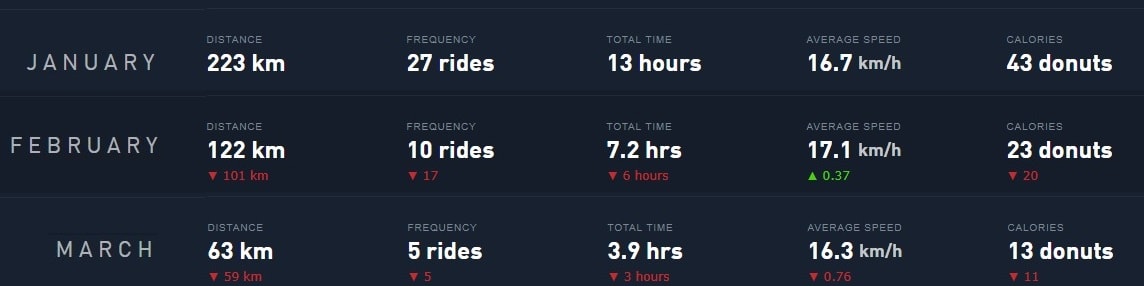 JANUARY
DISTANCE FREQUENCY TOTAL TIME AVERAGE SPEED CALORIES
223 km 27 rides 13 hours 16.7 km/h 43 donuts
FEBRUARY
DISTANCE FREQUENCY TOTAL TIME AVERAGE SPEED CALORIES
122 km 10 rides 7.2 hrs 17.1 km/h 23 donuts
▼ 101 km ▼ 17 ▼ 6 hours ▲ 0.37 ▼ 20
MARCH
DISTANCE FREQUENCY TOTAL TIME AVERAGE SPEED CALORIES
63 km 5 rides 3.9 hrs 16.3 km/h 13 donuts
▼ 59 km ▼ 5 ▼ 3 hours ▼ 0.76 ▼ 11